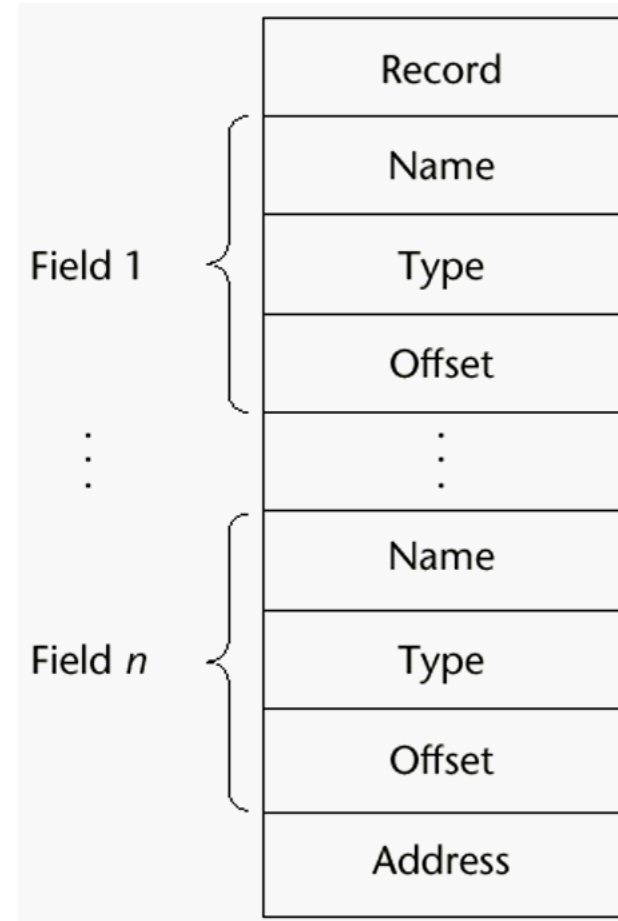 Record
Name
Field 1 Type
Offset
⋮ ⋮
Name
Field n Type
Offset
Address